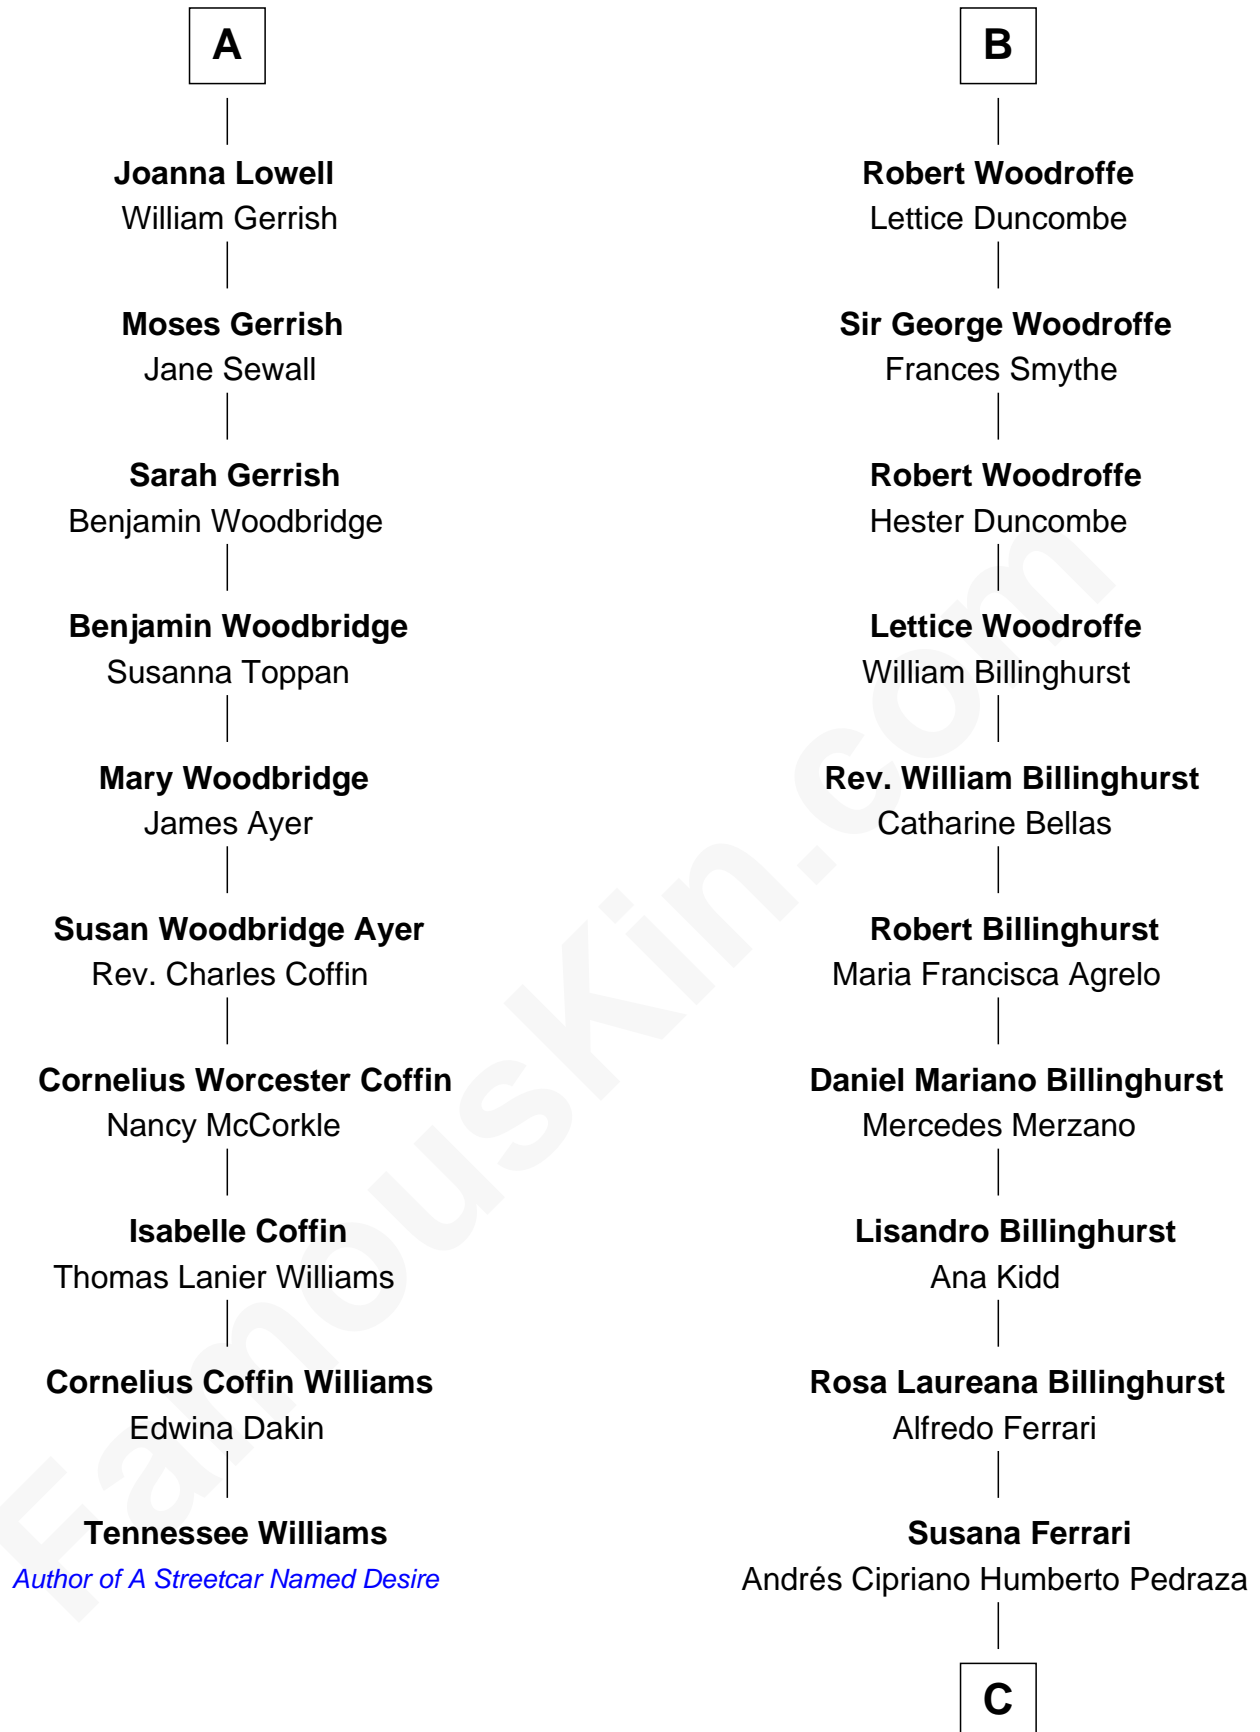 A
Joanna Lowell
William Gerrish
Moses Gerrish
Jane Sewall
Sarah Gerrish
Benjamin Woodbridge
Benjamin Woodbridge
Susanna Toppan
Mary Woodbridge
James Ayer
Susan Woodbridge Ayer
Rev. Charles Coffin
Cornelius Worcester Coffin
Nancy McCorkle
Isabelle Coffin
Thomas Lanier Williams
Cornelius Coffin Williams
Edwina Dakin
Tennessee Williams
Author of A Streetcar Named Desire
B
Robert Woodroffe
Lettice Duncombe
Sir George Woodroffe
Frances Smythe
Robert Woodroffe
Hester Duncombe
Lettice Woodroffe
William Billinghurst
Rev. William Billinghurst
Catharine Bellas
Robert Billinghurst
Maria Francisca Agrelo
Daniel Mariano Billinghurst
Mercedes Merzano
Lisandro Billinghurst
Ana Kidd
Rosa Laureana Billinghurst
Alfredo Ferrari
Susana Ferrari
Andrés Cipriano Humberto Pedraza
C
FamousKin.com